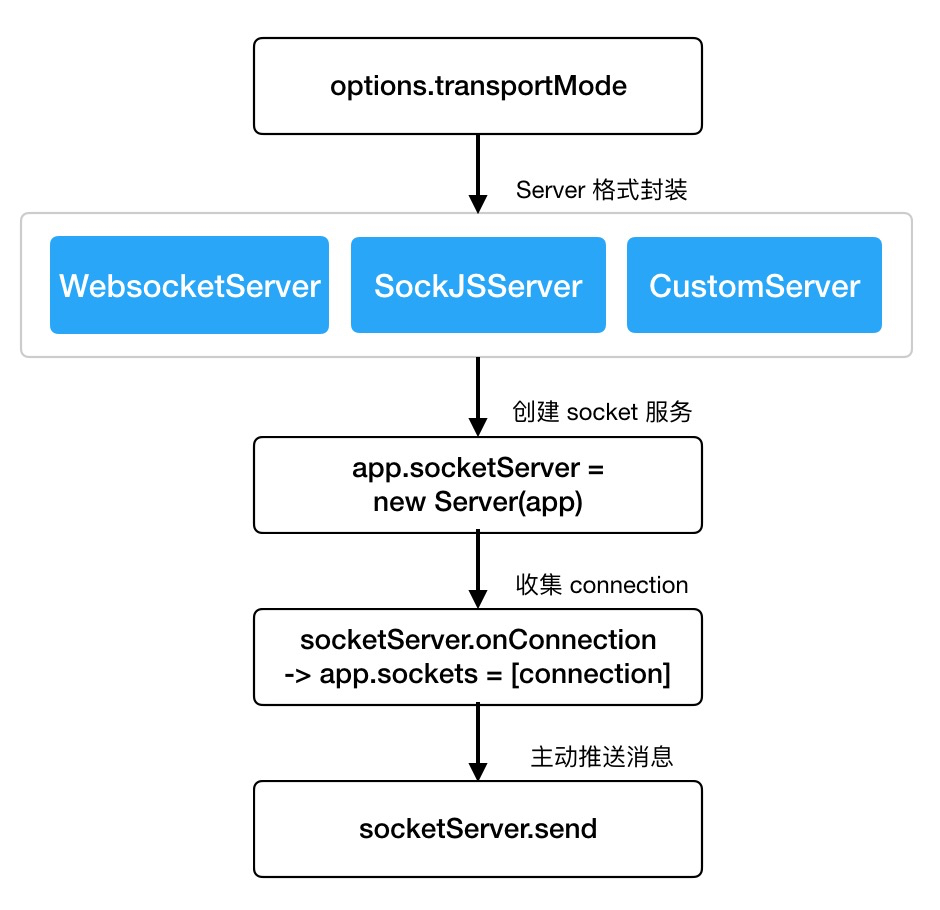 options.transportMode
Server 格式封装
WebsocketServer
SockJSServer
CustomServer
创建 socket 服务
app.socketServer =
new Server(app)
收集 connection
socketServer.onConnection
-> app.sockets = [connection]
主动推送消息
socketServer.send